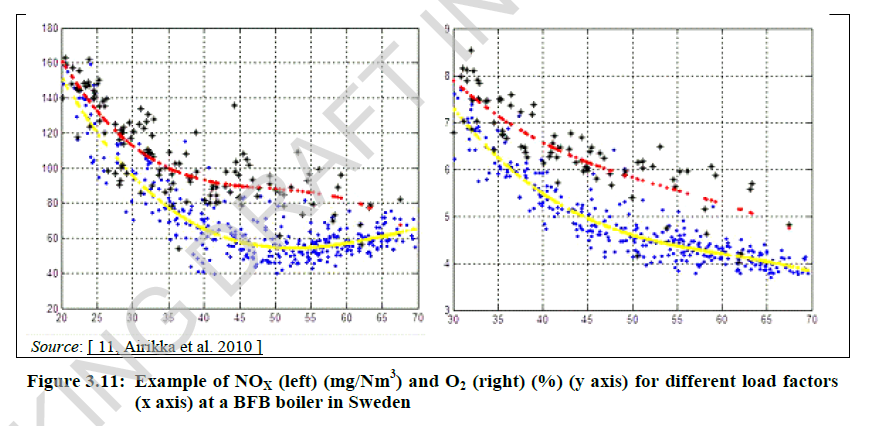 180
160
140
120
100
80
60
40
20
20 25 30 35 40 45 50 55 60 65 70
9
8
7
6
5
4
3
30 35 40 45 50 55 60 65 70
KING DRAFT IN
Source: [ 11, Airikka et al. 2010 ]
Figure 3.11: Example of NOX (left) (mg/Nm3) and O2 (right) (%) (y axis) for different load factors
(x axis) at a BFB boiler in Sweden